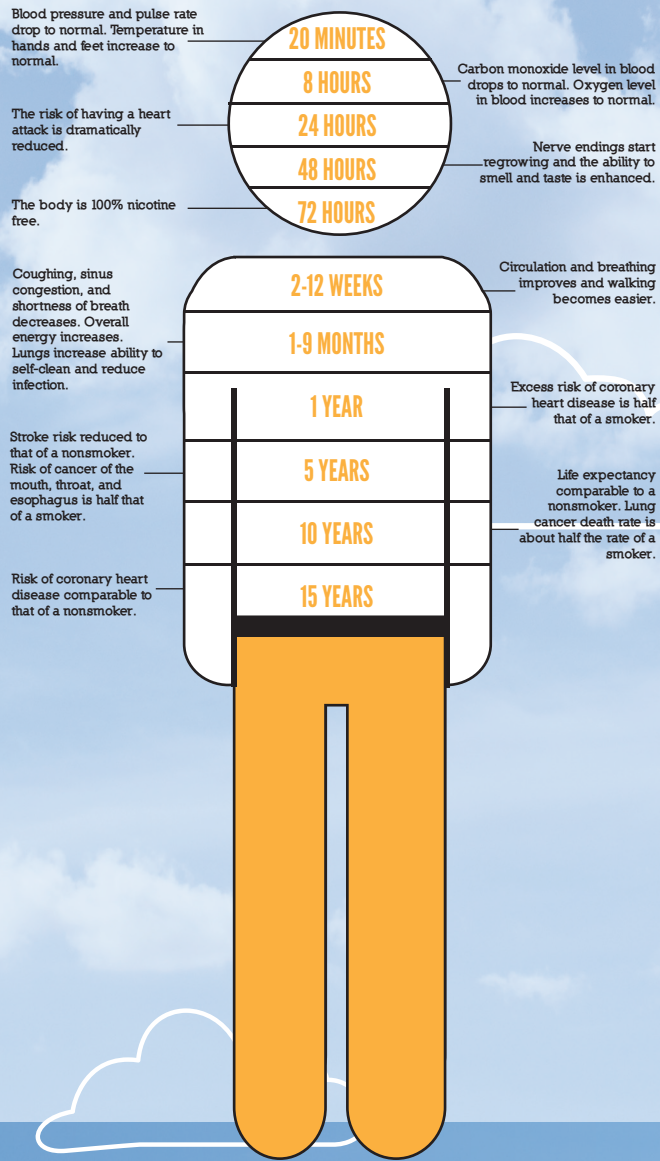 Blood pressure and pulse rate
drop to normal. Temperature in
hands and feet increase to
normal.
20 MINUTES
8 HOURS
Carbon monoxide level in blood
drops to normal. Oxygen level
in blood increases to normal.
The risk of having a heart
attack is dramatically
reduced.
24 HOURS
48 HOURS
Nerve endings start
regrowing and the ability to
smell and taste is enhanced.
The body is 100% nicotine
free.
72 HOURS
2-12 WEEKS
Circulation and breathing
improves and walking
becomes easier.
Coughing, sinus
congestion, and
shortness of breath
decreases. Overall
energy increases.
Lungs increase ability to
self-clean and reduce
infection.
1-9 MONTHS
1 YEAR
Excess risk of coronary
heart disease is half
that of a smoker.
Stroke risk reduced to
that of a nonsmoker.
Risk of cancer of the
mouth, throat, and
esophagus is half that
of a smoker.
5 YEARS
10 YEARS
Life expectancy
comparable to a
nonsmoker. Lung
cancer death rate is
about half the rate of a
smoker.
Risk of coronary heart
disease comparable to
that of a nonsmoker.
15 YEARS